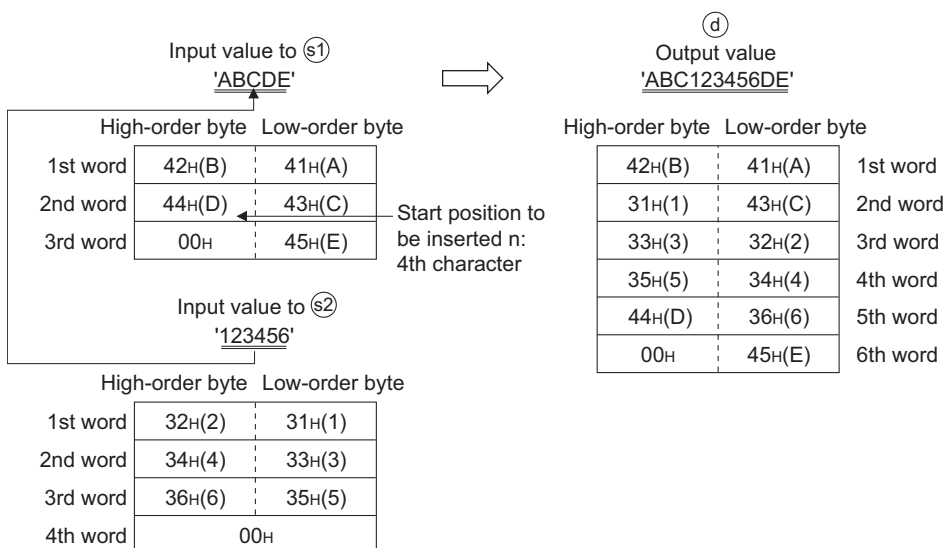 Input value to s1
'ABCDE'
High-order byte Low-order byte
1st word 42H(B) 41H(A)
2nd word 44H(D) 43H(C)
3rd word 00H 45H(E)
Start position to
be inserted n:
4th character
Input value to s2
'123456'
High-order byte Low-order byte
1st word 32H(2) 31H(1)
2nd word 34H(4) 33H(3)
3rd word 36H(6) 35H(5)
4th word 00H
d
Output value
'ABC123456DE'
High-order byte Low-order byte
42H(B) 41H(A) 1st word
31H(1) 43H(C) 2nd word
33H(3) 32H(2) 3rd word
35H(5) 34H(4) 4th word
44H(D) 36H(6) 5th word
00H 45H(E) 6th word